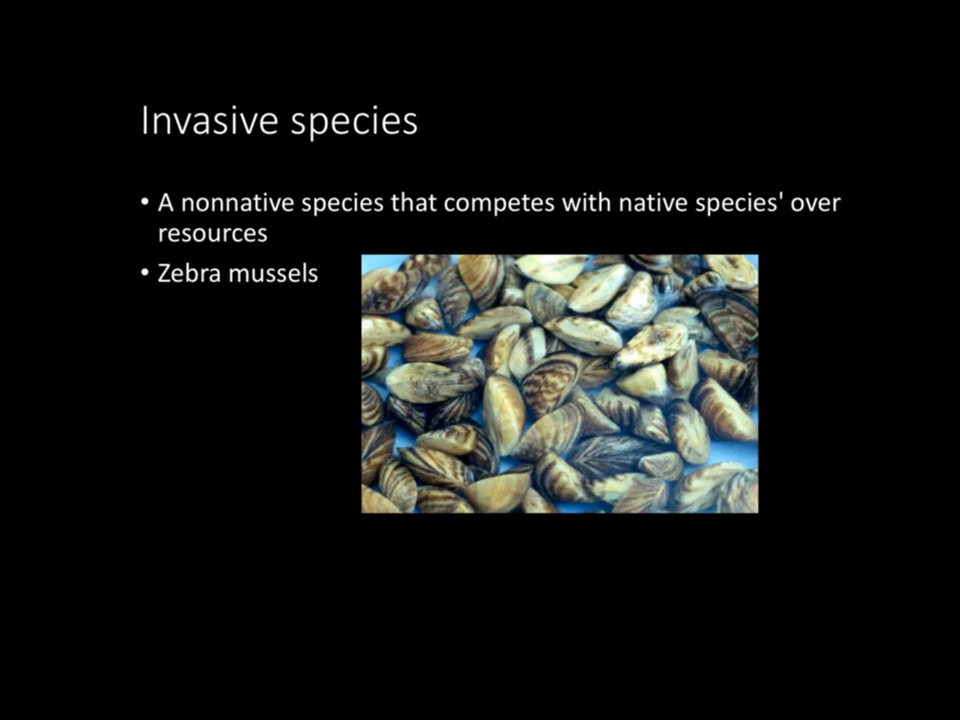 Invasive species
• A nonnative species that competes with native species' over
resources
• Zebra mussels